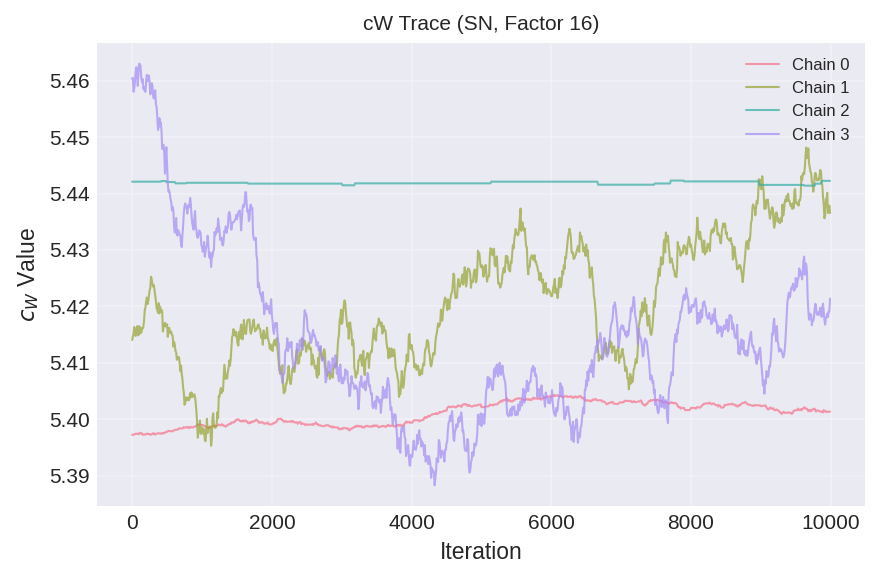 cW Trace (SN, Factor 16)
Chain 0
Chain 1
Chain 2
Chain 3
5.46
5.45
5.44
5.43
5.42
5.41
5.40
5.39
c_W Value
0 2000 4000 6000 8000 10000
Iteration